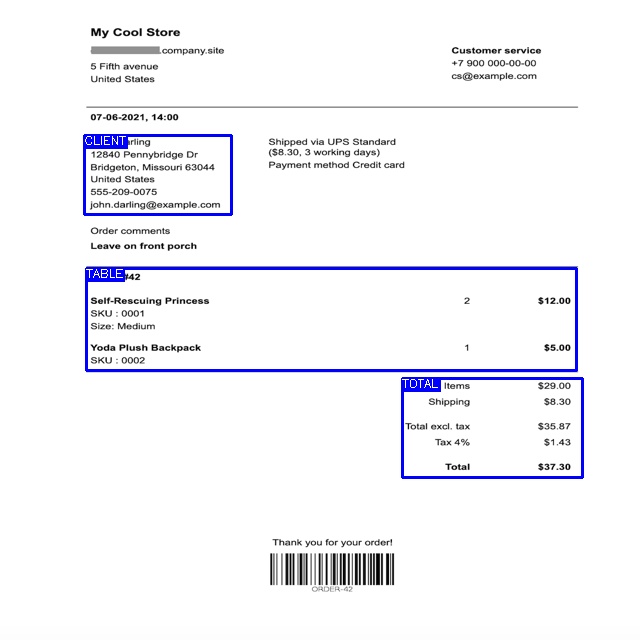 My Cool Store
.company.site
5 Fifth avenue
United States
Customer service
+7 900 000-00-00
cs@example.com
07-06-2021, 14:00
CLIENT
12840 Pennybridge Dr
Bridgeton, Missouri 63044
United States
555-209-0075
john.darling@example.com
Shipped via UPS Standard
($8.30, 3 working days)
Payment method Credit card
Order comments
Leave on front porch
TABLE #42
Self-Rescuing Princess 2 $12.00
SKU : 0001
Size: Medium
Yoda Plush Backpack 1 $5.00
SKU : 0002
TOTAL Items $29.00
Shipping $8.30
Total excl. tax $35.87
Tax 4% $1.43
Total $37.30
Thank you for your order!
ORDER-42